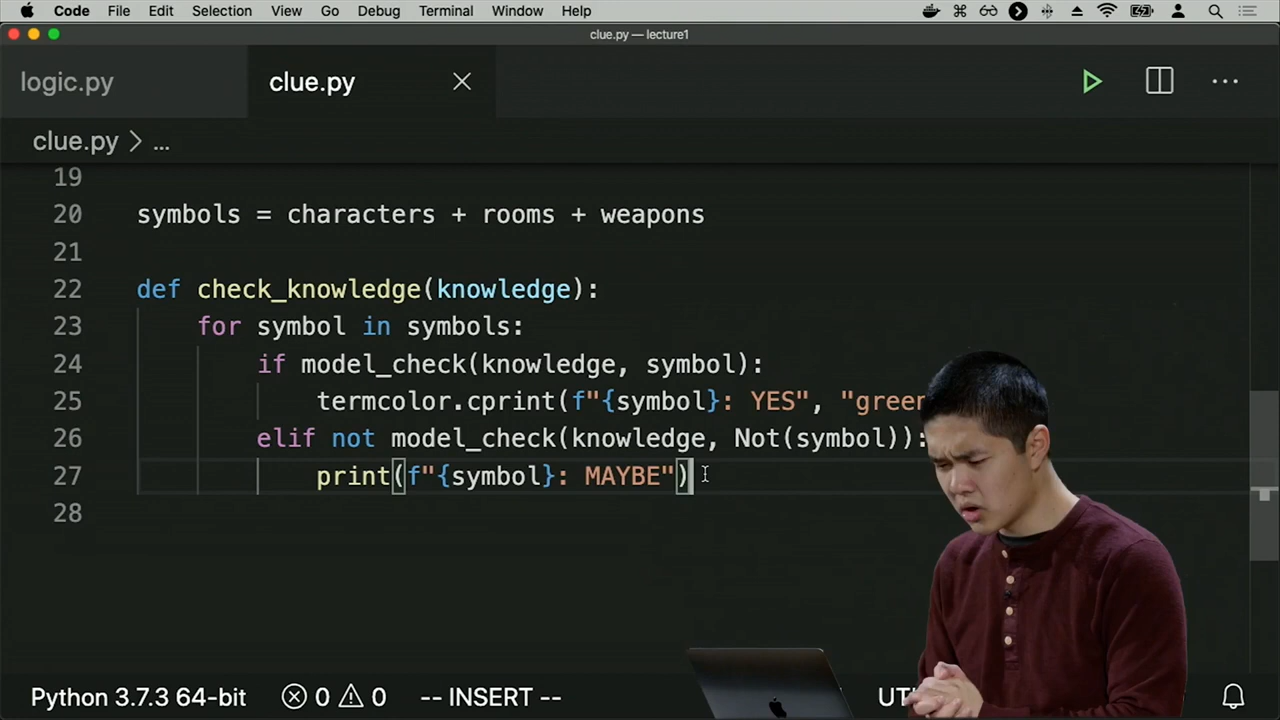 Code File Edit Selection View Go Debug Terminal Window Help
clue.py — lecture1
logic.py clue.py
clue.py > ...
19
20 symbols = characters + rooms + weapons
21
22 def check_knowledge(knowledge):
23 for symbol in symbols:
24 if model_check(knowledge, symbol):
25 termcolor.cprint(f"{symbol}: YES", "green
26 elif not model_check(knowledge, Not(symbol)):
27 print(f"{symbol}: MAYBE")
28
Python 3.7.3 64-bit 0 0 -- INSERT --